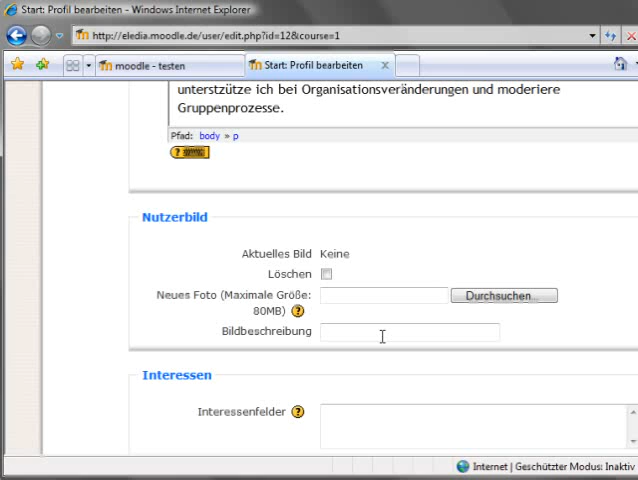 Start: Profil bearbeiten - Windows Internet Explorer
http://eledia.moodle.de/user/edit.php?id=12&course=1
moodle - testen
Start: Profil bearbeiten
unterstütze ich bei Organisationsveränderungen und moderiere
Gruppenprozesse.
Pfad: body » p
?
Nutzerbild
Aktuelles Bild Keine
Löschen
Neues Foto (Maximale Größe: Durchsuchen...
80MB) ?
Bildbeschreibung
Interessen
Interessenfelder ?
Internet | Geschützter Modus: Inaktiv